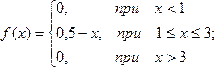 f(x) = { 0, при x < 1
0,5 − x, при 1 ≤ x ≤ 3;
0, при x > 3